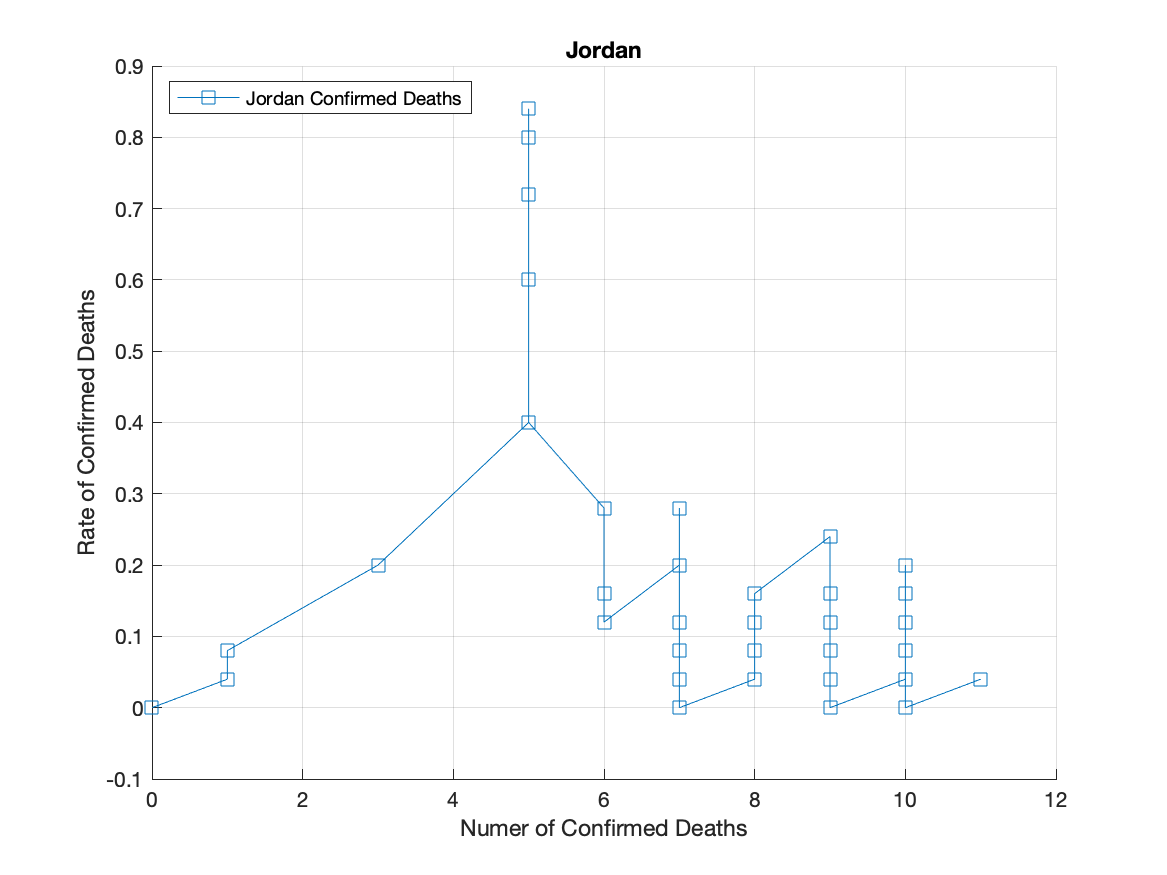 Jordan
Jordan Confirmed Deaths
0.9
0.8
0.7
0.6
0.5
0.4
0.3
0.2
0.1
0
-0.1
Rate of Confirmed Deaths
0 2 4 6 8 10 12
Numer of Confirmed Deaths